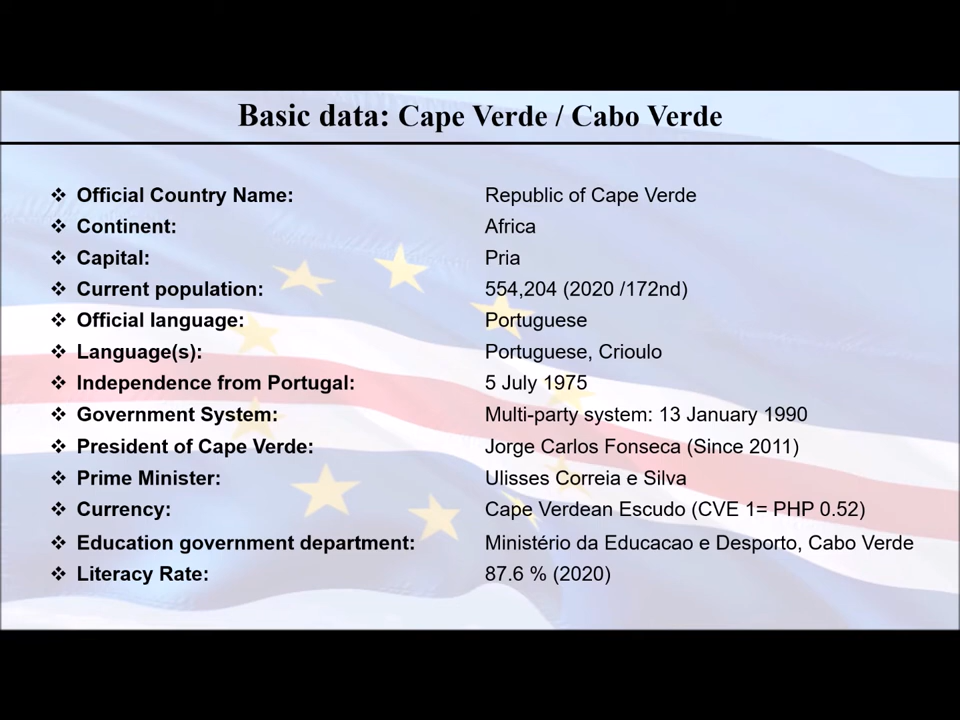 Basic data: Cape Verde / Cabo Verde
❖ Official Country Name: Republic of Cape Verde
❖ Continent: Africa
❖ Capital: Pria
❖ Current population: 554,204 (2020 /172nd)
❖ Official language: Portuguese
❖ Language(s): Portuguese, Crioulo
❖ Independence from Portugal: 5 July 1975
❖ Government System: Multi-party system: 13 January 1990
❖ President of Cape Verde: Jorge Carlos Fonseca (Since 2011)
❖ Prime Minister: Ulisses Correia e Silva
❖ Currency: Cape Verdean Escudo (CVE 1= PHP 0.52)
❖ Education government department: Ministério da Educacao e Desporto, Cabo Verde
❖ Literacy Rate: 87.6 % (2020)